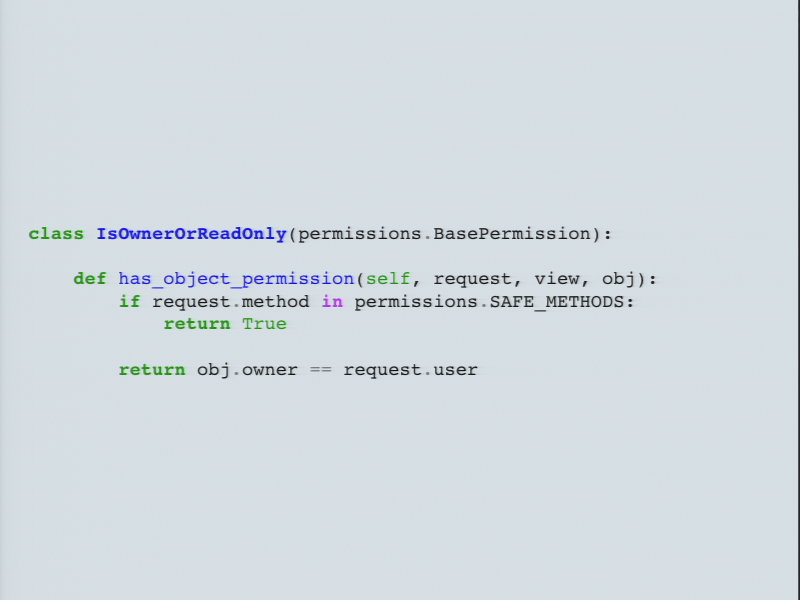 class IsOwnerOrReadOnly(permissions.BasePermission):
    def has_object_permission(self, request, view, obj):
        if request.method in permissions.SAFE_METHODS:
            return True
        return obj.owner == request.user